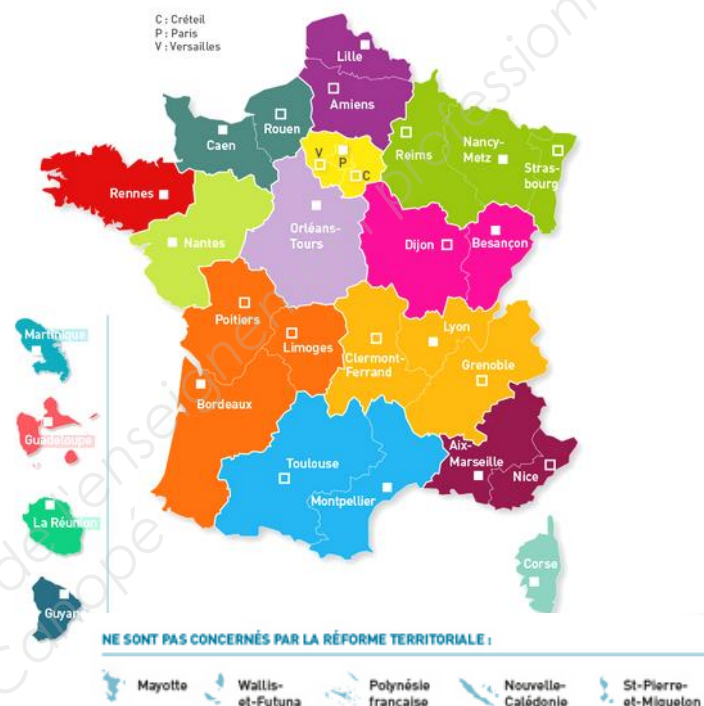 C : Créteil
P : Paris
V : Versailles
Lille
Amiens
Rouen
Caen
Reims
Nancy-
Metz
Stras-
bourg
V
P
C
Rennes
Nantes
Orléans-
Tours
Dijon
Besançon
Poitiers
Limoges
Clermont-
Ferrand
Lyon
Grenoble
Bordeaux
Martinique
Guadeloupe
Toulouse
Montpellier
Aix-
Marseille
Nice
La Réunion
Corse
NE SONT PAS CONCERNÉS PAR LA RÉFORME TERRITORIALE :
Mayotte
Wallis-
et-Futuna
Polynésie
française
Nouvelle-
Calédonie
St-Pierre-
et-Miquelon
Canopé